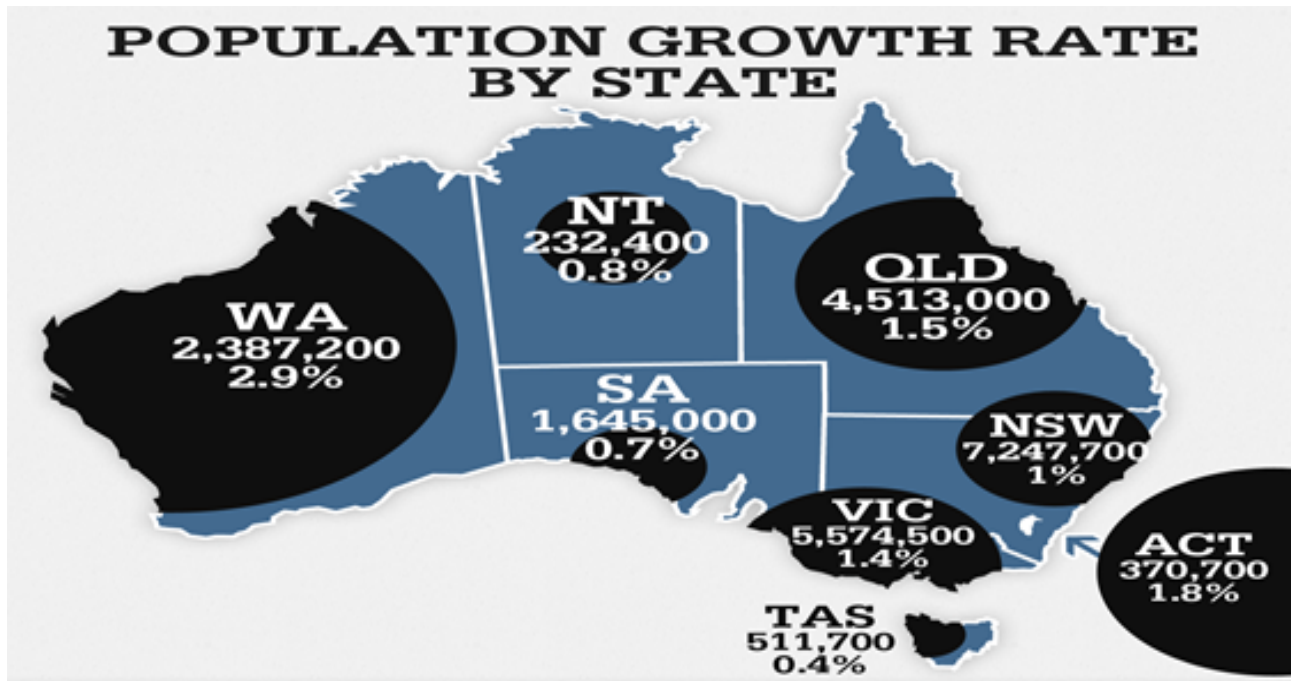 POPULATION GROWTH RATE
BY STATE
NT
232,400
0.8%
QLD
4,513,000
1.5%
WA
2,387,200
2.9%
SA
1,645,000
0.7%
NSW
7,247,700
1%
VIC
5,574,500
1.4%
ACT
370,700
1.8%
TAS
511,700
0.4%